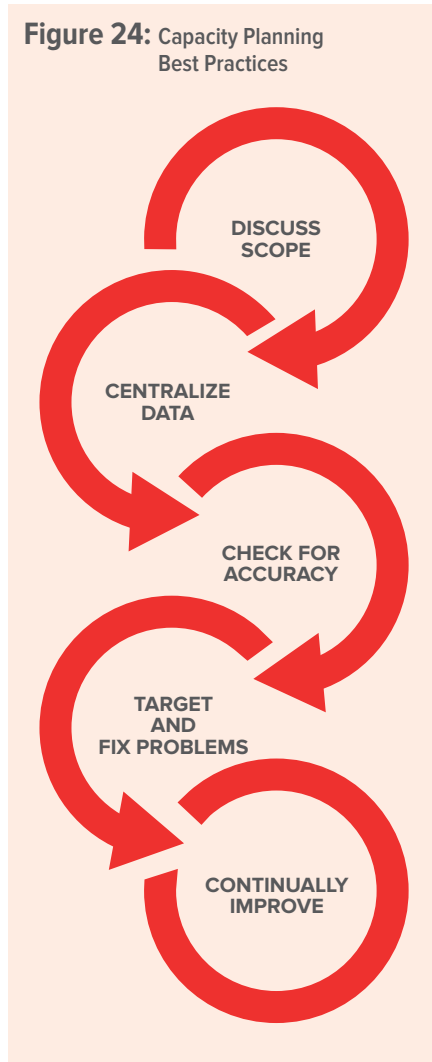 Figure 24: Capacity Planning
Best Practices
DISCUSS
SCOPE
CENTRALIZE
DATA
CHECK FOR
ACCURACY
TARGET
AND
FIX PROBLEMS
CONTINUALLY
IMPROVE